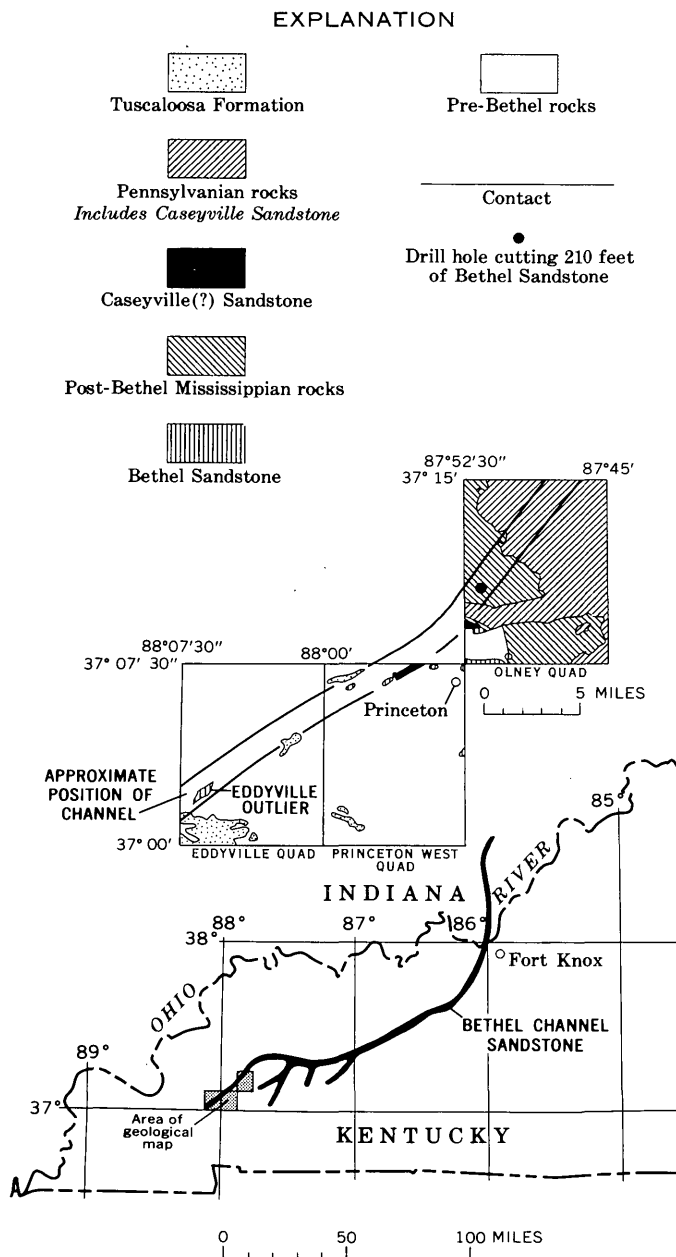 EXPLANATION
Tuscaloosa Formation
Pennsylvanian rocks
Includes Caseyville Sandstone
Caseyville(?) Sandstone
Post-Bethel Mississippian rocks
Bethel Sandstone
Pre-Bethel rocks
Contact
Drill hole cutting 210 feet
of Bethel Sandstone
87°52'30"
37° 15'
87°45'
88°07'30"
37° 07' 30"
88°00'
OLNEY QUAD
0 5 MILES
Princeton
APPROXIMATE
POSITION OF
CHANNEL
EDDYVILLE
OUTLIER
37° 00'
EDDYVILLE QUAD
PRINCETON WEST
QUAD
85°
INDIANA
OHIO RIVER
88°
87°
86°
38°
Fort Knox
BETHEL CHANNEL
SANDSTONE
89°
37°
Area of
geological
map
KENTUCKY
0 50 100 MILES